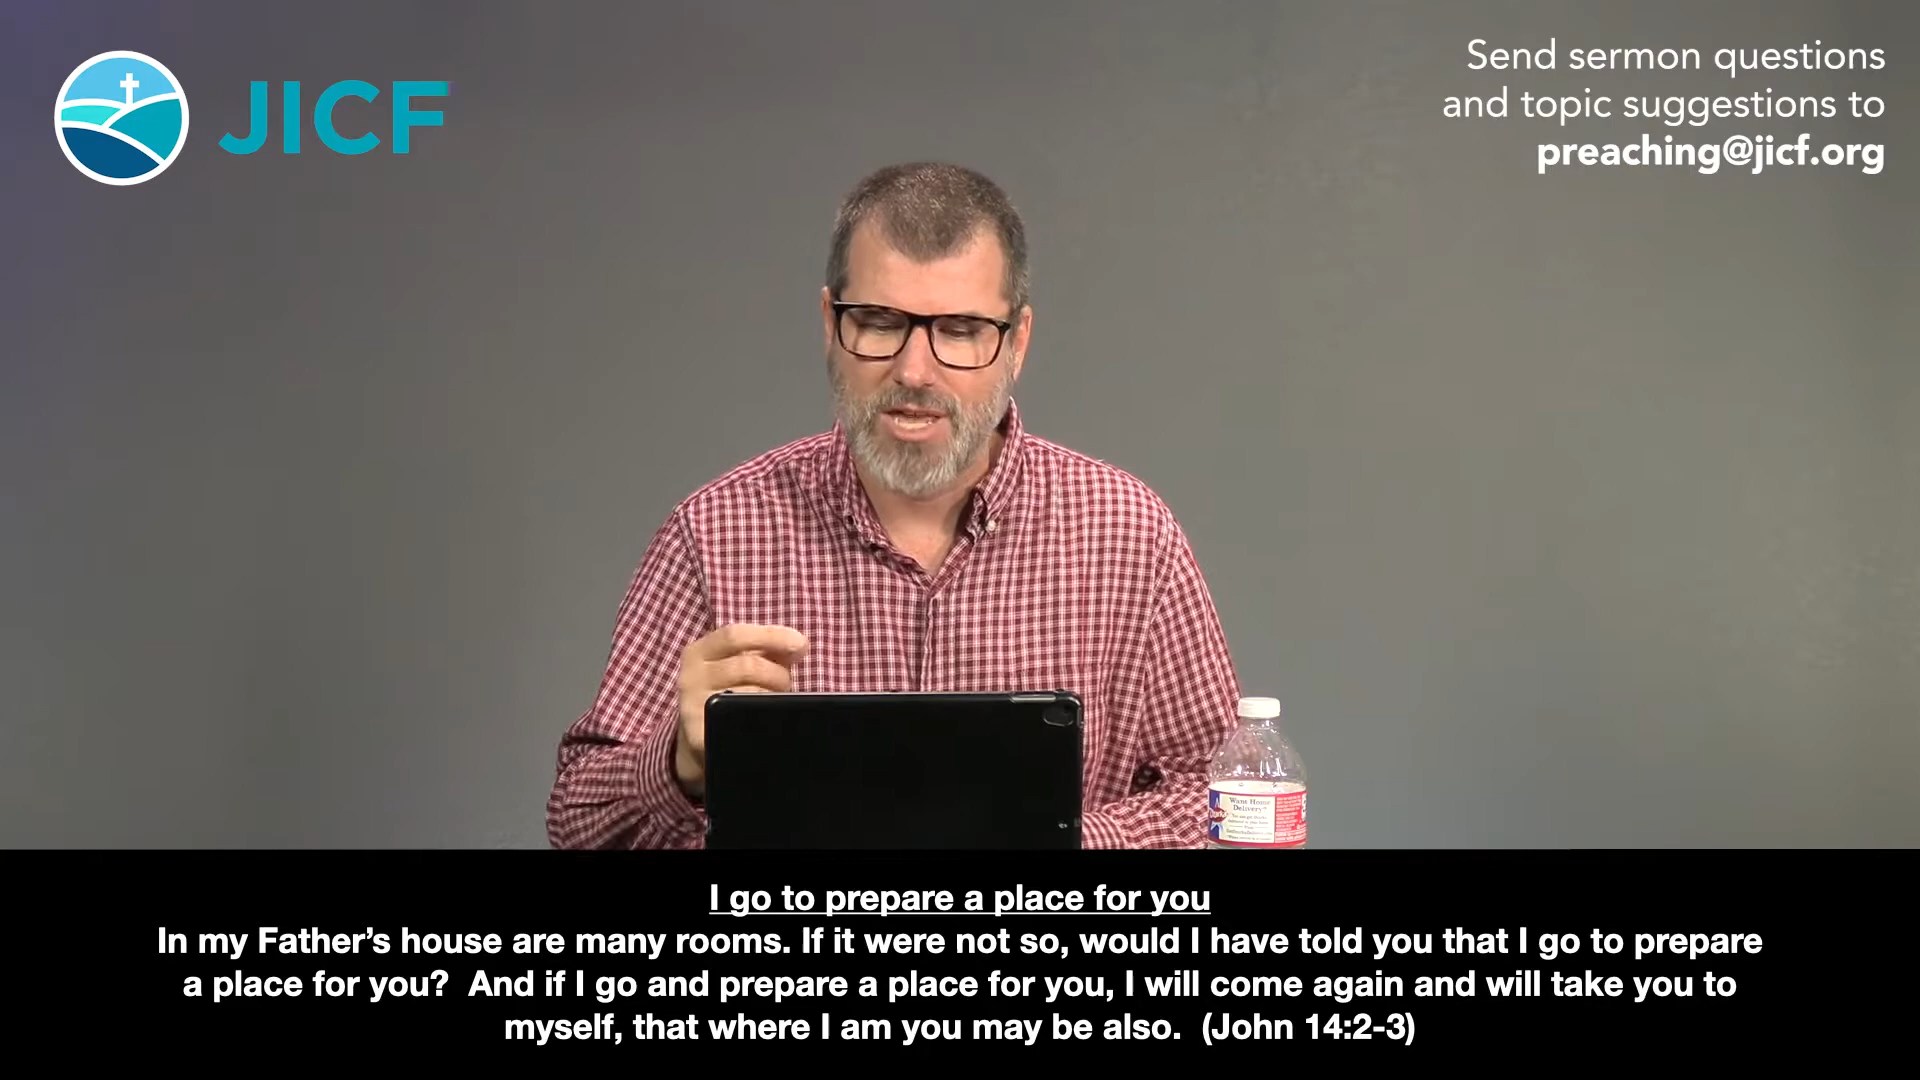 JICF
Send sermon questions
and topic suggestions to
preaching@jicf.org
Want Home
Delivery
I go to prepare a place for you
In my Father’s house are many rooms. If it were not so, would I have told you that I go to prepare
a place for you?  And if I go and prepare a place for you, I will come again and will take you to
myself, that where I am you may be also.  (John 14:2-3)